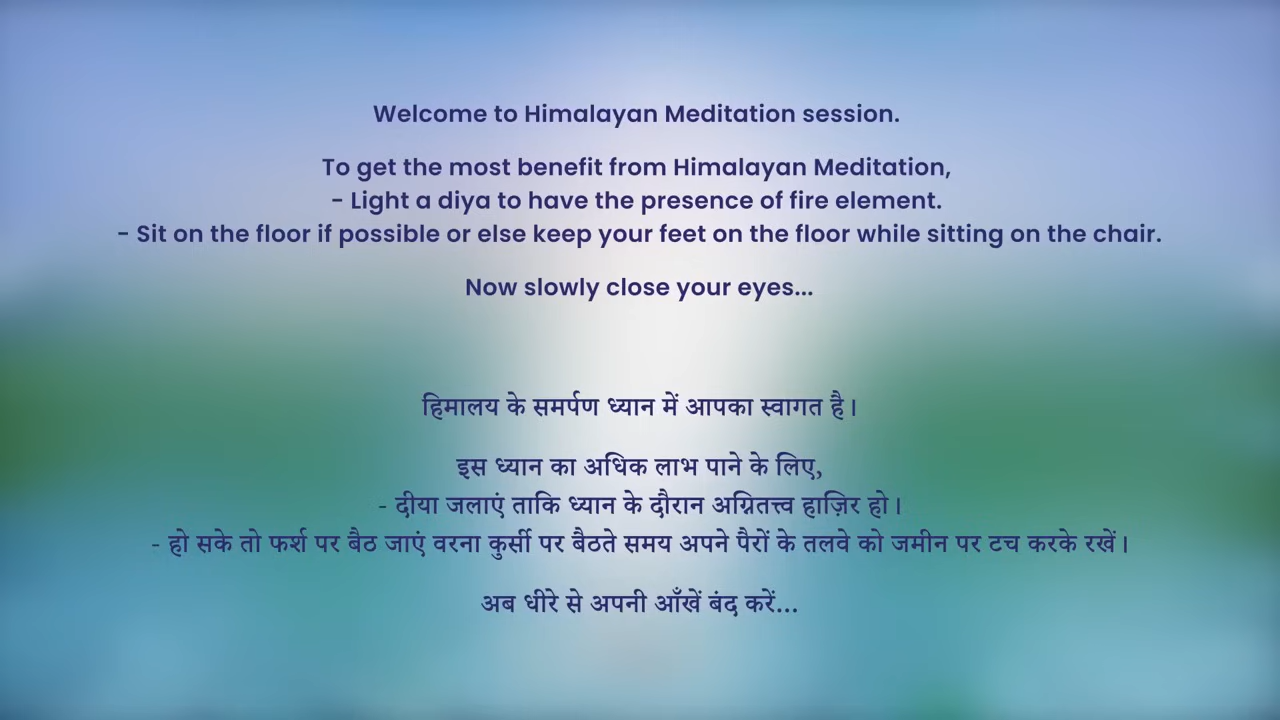 Welcome to Himalayan Meditation session.
To get the most benefit from Himalayan Meditation,
- Light a diya to have the presence of fire element.
- Sit on the floor if possible or else keep your feet on the floor while sitting on the chair.
Now slowly close your eyes...
हिमालय के समर्पण ध्यान में आपका स्वागत है।
इस ध्यान का अधिक लाभ पाने के लिए,
- दीया जलाएं ताकि ध्यान के दौरान अग्नितत्त्व हाज़िर हो।
- हो सके तो फर्श पर बैठ जाएं वरना कुर्सी पर बैठते समय अपने पैरों के तलवे को जमीन पर टच करके रखें।
अब धीरे से अपनी आँखें बंद करें...